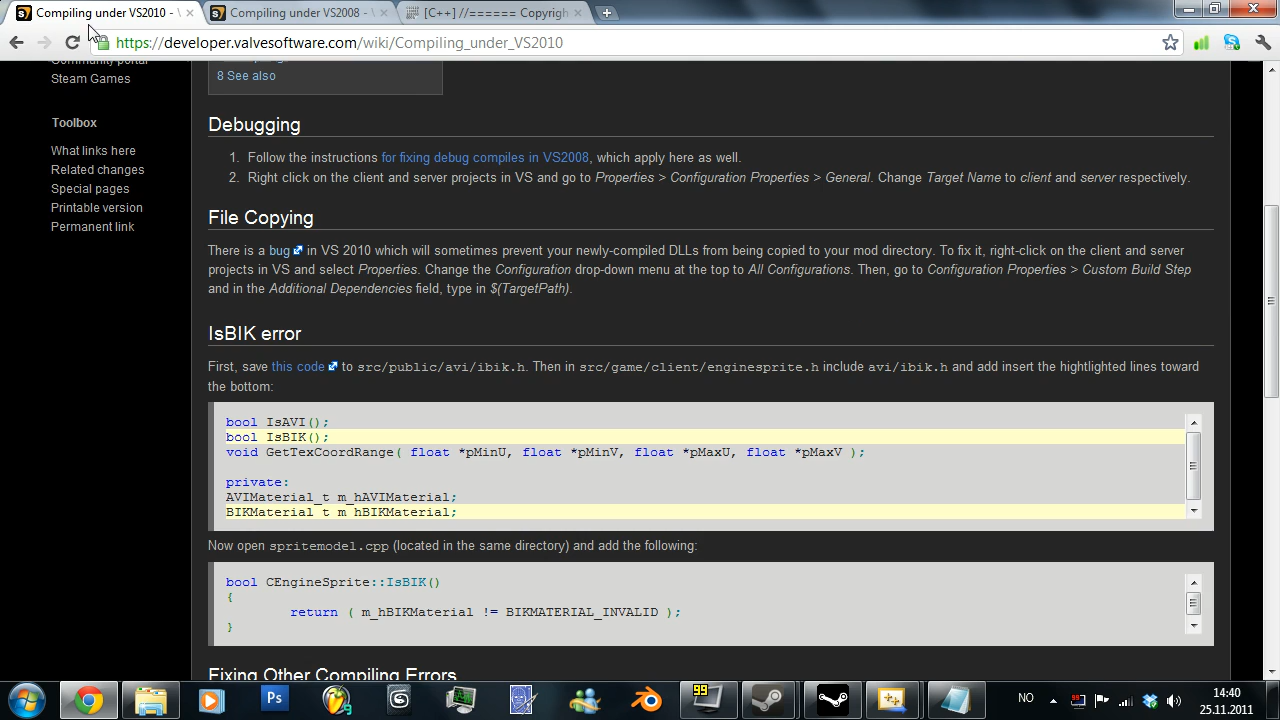 Compiling under VS2010 - \
Compiling under VS2008 - \
[C++] //====== Copyrigh
https://developer.valvesoftware.com/wiki/Compiling_under_VS2010
Community portal
Steam Games
Toolbox
What links here
Related changes
Special pages
Printable version
Permanent link
8 See also
Debugging
1. Follow the instructions for fixing debug compiles in VS2008, which apply here as well.
2. Right click on the client and server projects in VS and go to Properties > Configuration Properties > General. Change Target Name to client and server respectively.
File Copying
There is a bug in VS 2010 which will sometimes prevent your newly-compiled DLLs from being copied to your mod directory. To fix it, right-click on the client and server
projects in VS and select Properties. Change the Configuration drop-down menu at the top to All Configurations. Then, go to Configuration Properties > Custom Build Step
and in the Additional Dependencies field, type in $(TargetPath).
IsBIK error
First, save this code to src/public/avi/ibik.h. Then in src/game/client/enginesprite.h include avi/ibik.h and add insert the hightlighted lines toward
the bottom:
bool IsAVI();
bool IsBIK();
void GetTexCoordRange( float *pMinU, float *pMinV, float *pMaxU, float *pMaxV );
private:
AVIMaterial_t m_hAVIMaterial;
BIKMaterial_t m_hBIKMaterial;
Now open spritemodel.cpp (located in the same directory) and add the following:
bool CEngineSprite::IsBIK()
{
return ( m_hBIKMaterial != BIKMATERIAL_INVALID );
}
Fixing Other Compiling Errors
Ps
99
NO
99
14:40
25.11.2011